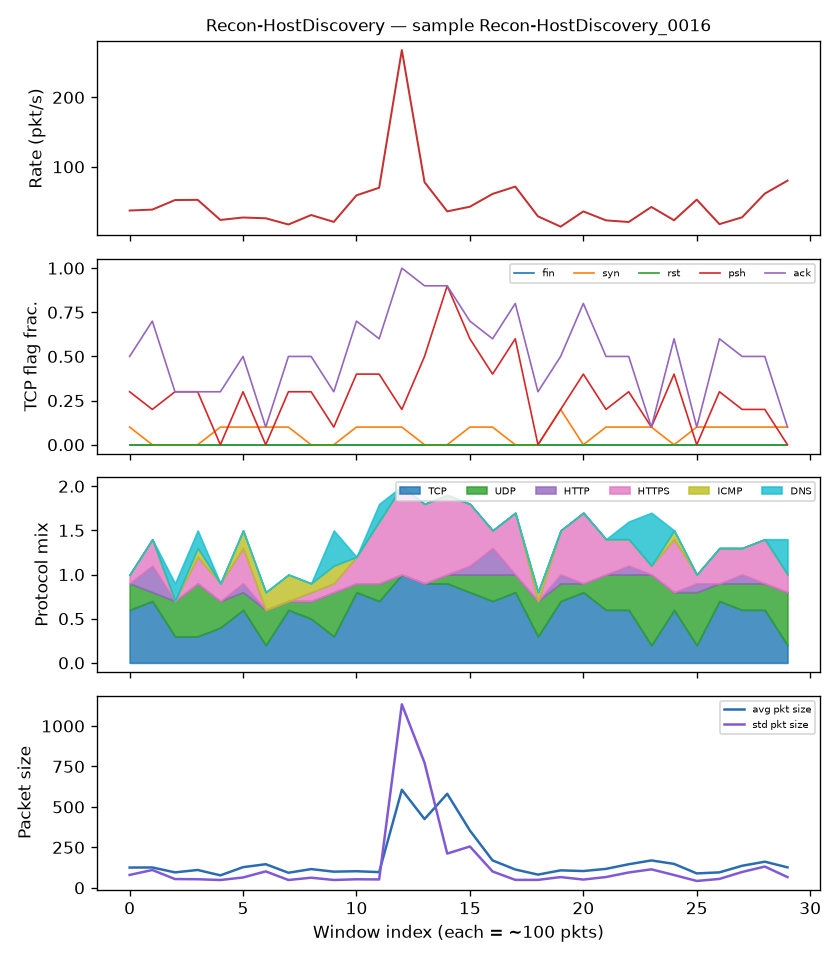 Recon-HostDiscovery — sample Recon-HostDiscovery_0016
Rate (pkt/s)
200
100
TCP flag frac.
1.00
0.75
0.50
0.25
0.00
fin syn rst psh ack
Protocol mix
2.0
1.5
1.0
0.5
0.0
TCP UDP HTTP HTTPS ICMP DNS
Packet size
1000
750
500
250
0
avg pkt size
std pkt size
0 5 10 15 20 25 30
Window index (each = ~100 pkts)